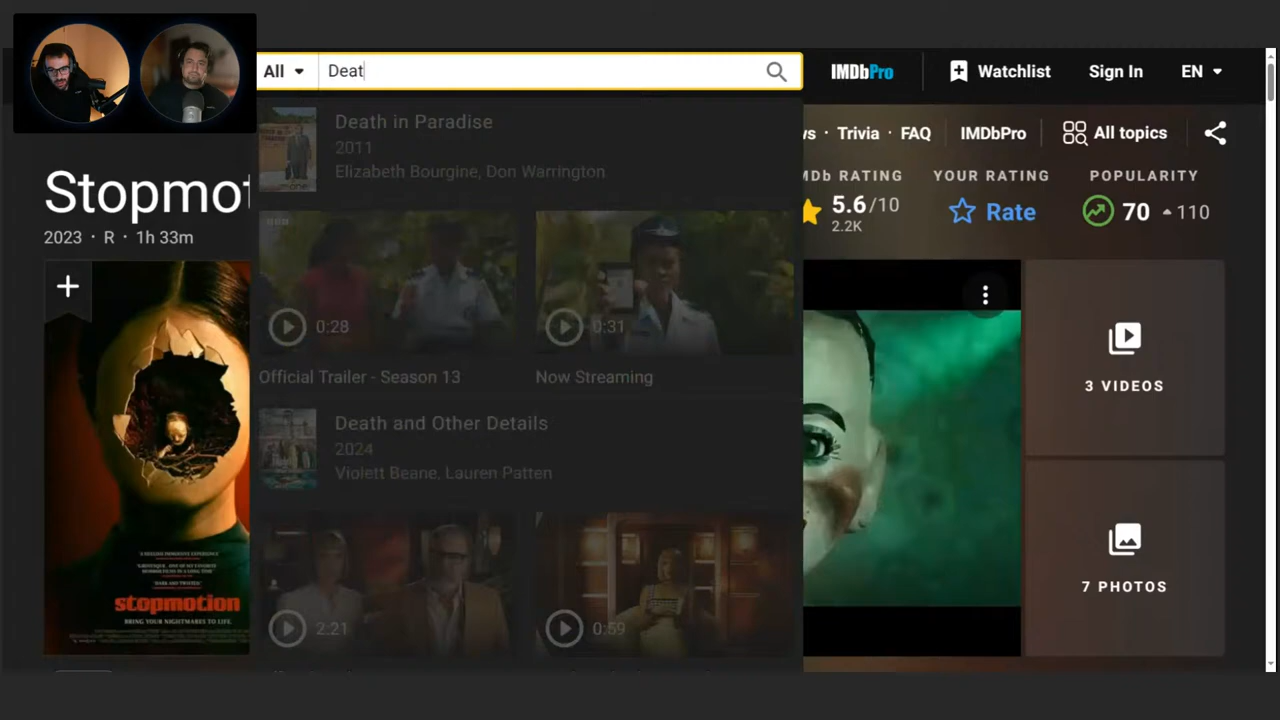 All
Deat
IMDbPro
Watchlist
Sign In
EN
Death in Paradise
2011
Elizabeth Bourgine, Don Warrington
Trivia · FAQ
IMDbPro
All topics
RATING
YOUR RATING
POPULARITY
5.6/10
2.2K
Rate
70
110
2023 · R · 1h 33m
0:28
0:31
Official Trailer - Season 13
Now Streaming
3 VIDEOS
Death and Other Details
2024
Violett Beane, Lauren Patten
7 PHOTOS
stopmotion
BRING YOUR NIGHTMARES TO LIFE.
2:21
0:59